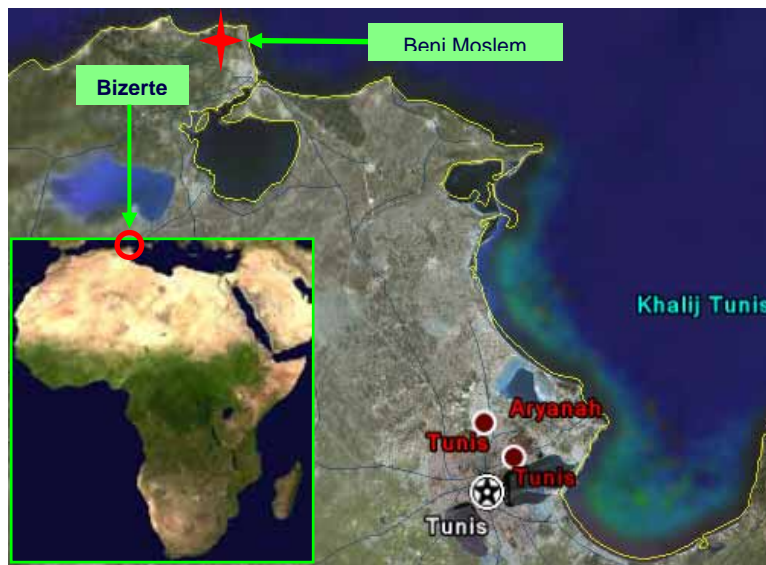 Beni Moslem
Bizerte
Khalij Tunis
Aryanah
Tunis
Tunis
Tunis